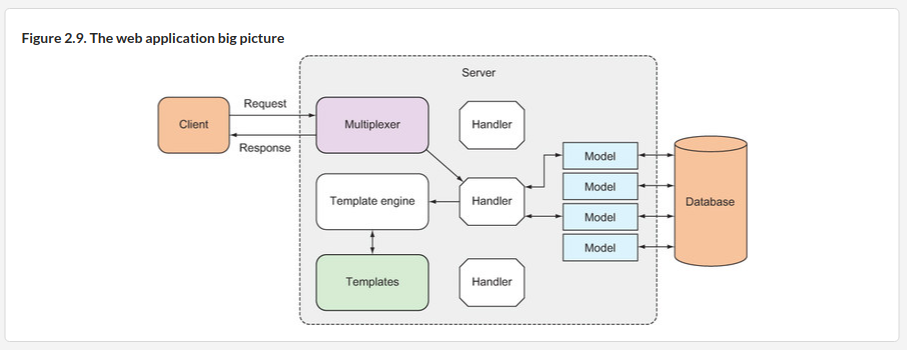 Figure 2.9. The web application big picture
Server
Request
Client
Multiplexer
Handler
Response
Model
Model
Template engine
Handler
Database
Model
Model
Templates
Handler